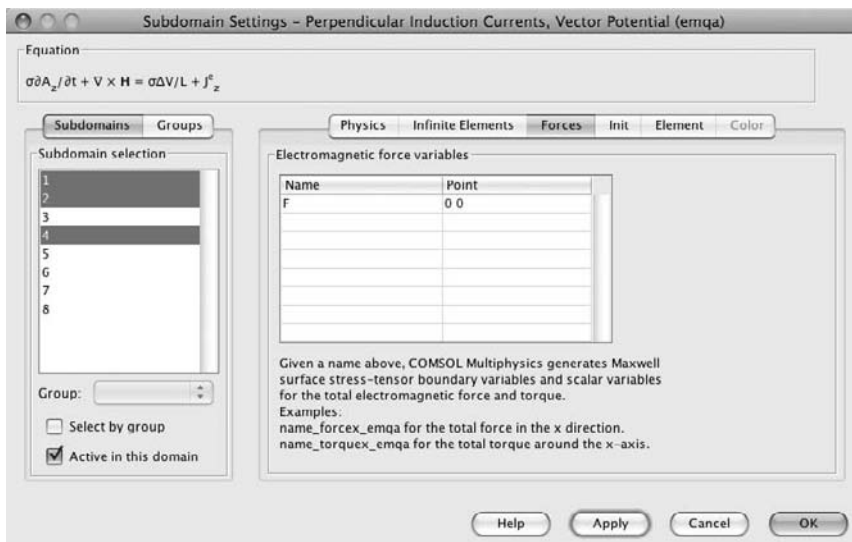 Subdomain Settings – Perpendicular Induction Currents, Vector Potential (emqa)
Equation
σ∂A_z/∂t + ∇ × H = σΔV/L + J^e_z
Subdomains Groups
Subdomain selection
1
2
3
4
5
6
7
8
Group:
Select by group
Active in this domain
Physics Infinite Elements Forces Init Element Color
Electromagnetic force variables
Name Point
F 0 0
Given a name above, COMSOL Multiphysics generates Maxwell
surface stress-tensor boundary variables and scalar variables
for the total electromagnetic force and torque.
Examples:
name_forcex_emqa for the total force in the x direction.
name_torquex_emqa for the total torque around the x-axis.
Help Apply Cancel OK